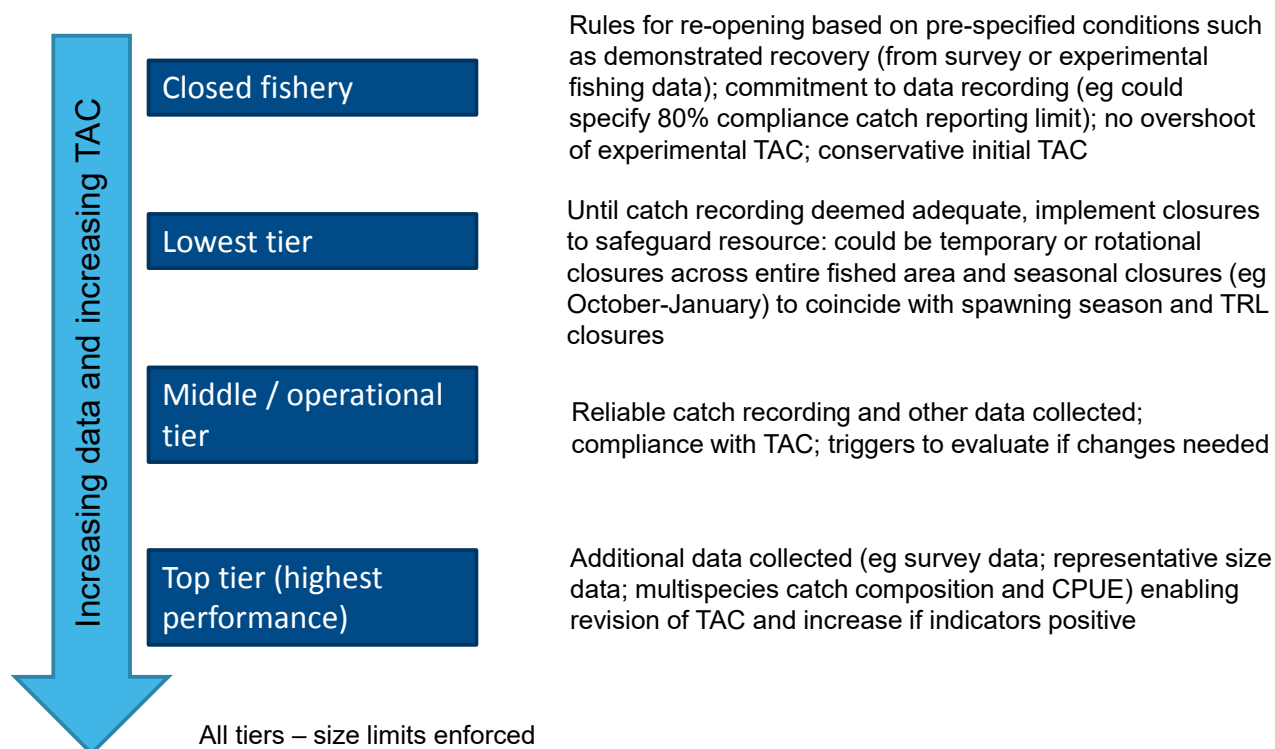 Increasing data and increasing TAC
Closed fishery
Rules for re-opening based on pre-specified conditions such
as demonstrated recovery (from survey or experimental
fishing data); commitment to data recording (eg could
specify 80% compliance catch reporting limit); no overshoot
of experimental TAC; conservative initial TAC
Lowest tier
Until catch recording deemed adequate, implement closures
to safeguard resource: could be temporary or rotational
closures across entire fished area and seasonal closures (eg
October-January) to coincide with spawning season and TRL
closures
Middle / operational
tier
Reliable catch recording and other data collected;
compliance with TAC; triggers to evaluate if changes needed
Top tier (highest
performance)
Additional data collected (eg survey data; representative size
data; multispecies catch composition and CPUE) enabling
revision of TAC and increase if indicators positive
All tiers – size limits enforced